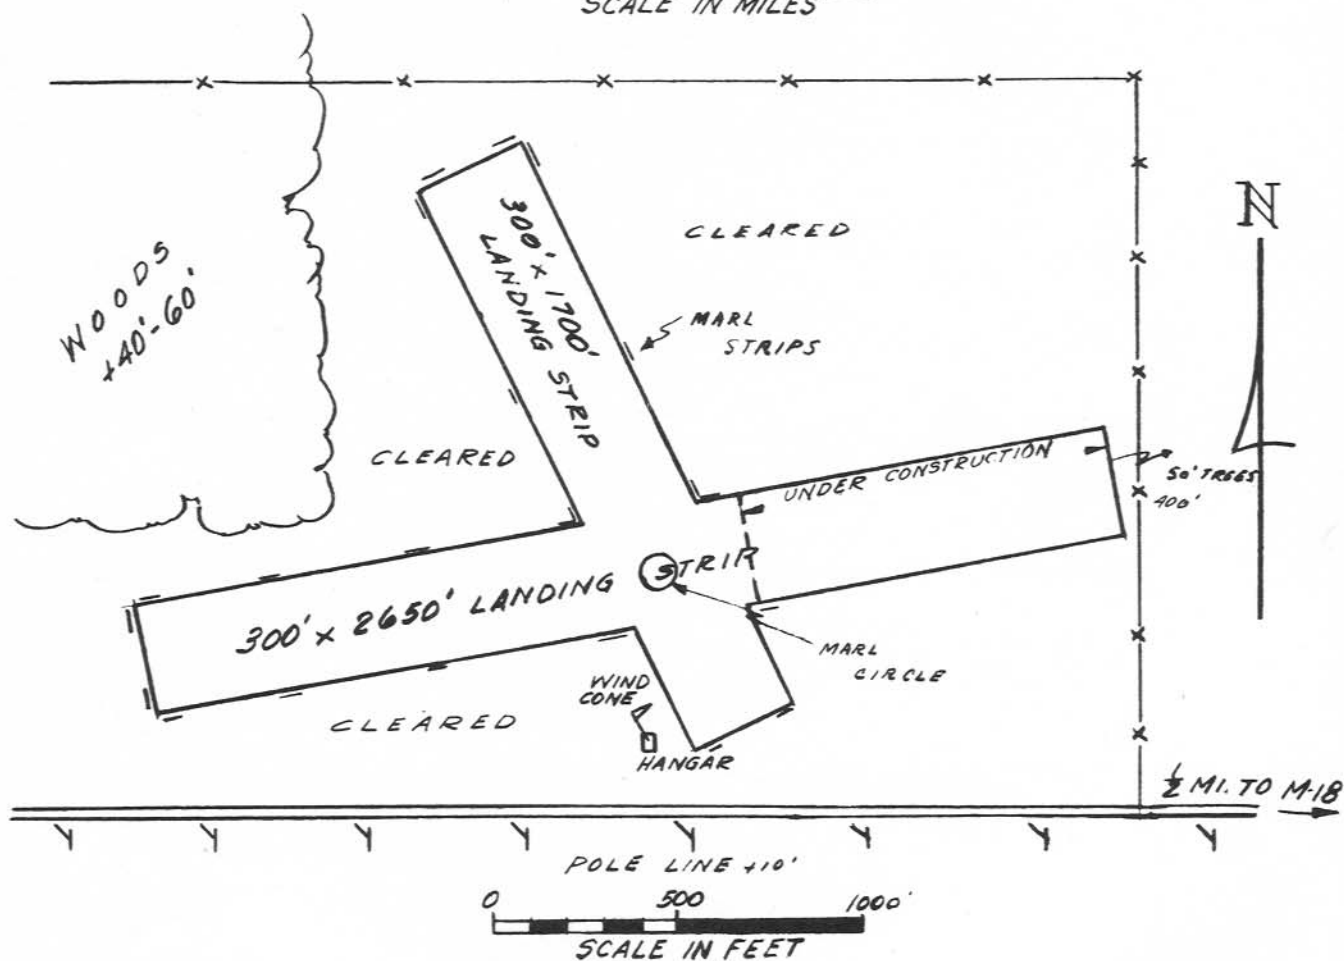 SCALE IN MILES
N
WOODS
+40'-60'
300' x 1700'
LANDING STRIP
CLEARED
MARL
STRIPS
CLEARED
UNDER CONSTRUCTION
50' TREES
400'
300' x 2650' LANDING STRIP
MARL
CIRCLE
WIND
CONE
CLEARED
HANGAR
½ MI. TO M-18
POLE LINE +10'
0 500 1000'
SCALE IN FEET